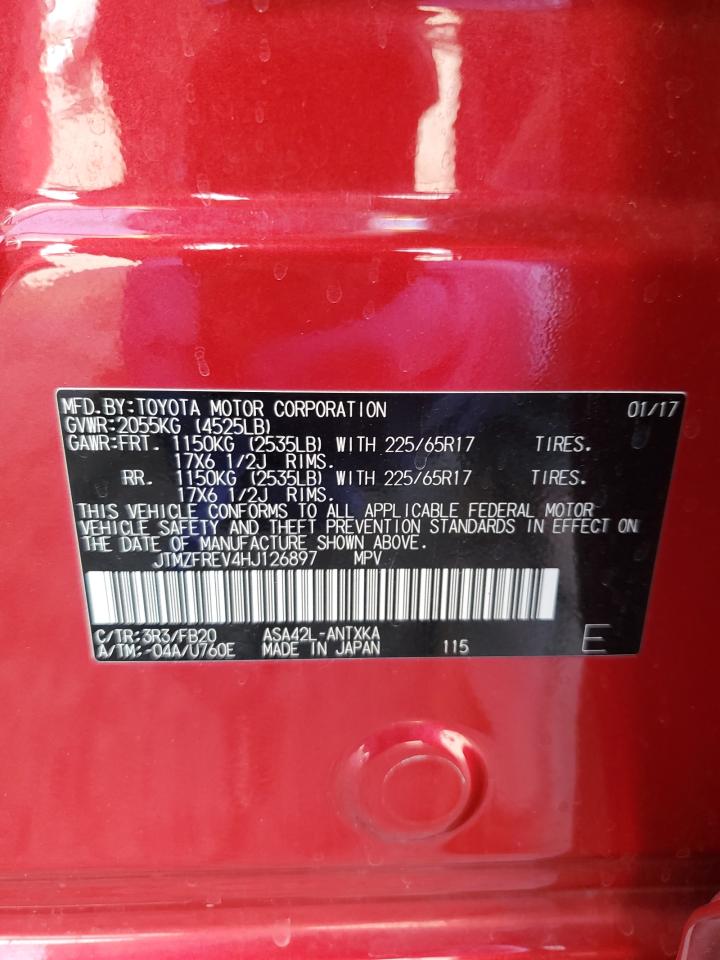 MFD.BY:TOYOTA MOTOR CORPORATION 01/17
GVWR:2055KG (4525LB)
GAWR:FRT. 1150KG (2535LB) WITH 225/65R17 TIRES.
17X6 1/2J RIMS.
RR. 1150KG (2535LB) WITH 225/65R17 TIRES.
17X6 1/2J RIMS.
THIS VEHICLE CONFORMS TO ALL APPLICABLE FEDERAL MOTOR
VEHICLE SAFETY AND THEFT PREVENTION STANDARDS IN EFFECT ON
THE DATE OF MANUFACTURE SHOWN ABOVE.
JTMZFREV4HJ126897 MPV
C/TR:3R3/FB20 ASA42L-ANTXKA
A/TM:-04A/U760E MADE IN JAPAN 115 E